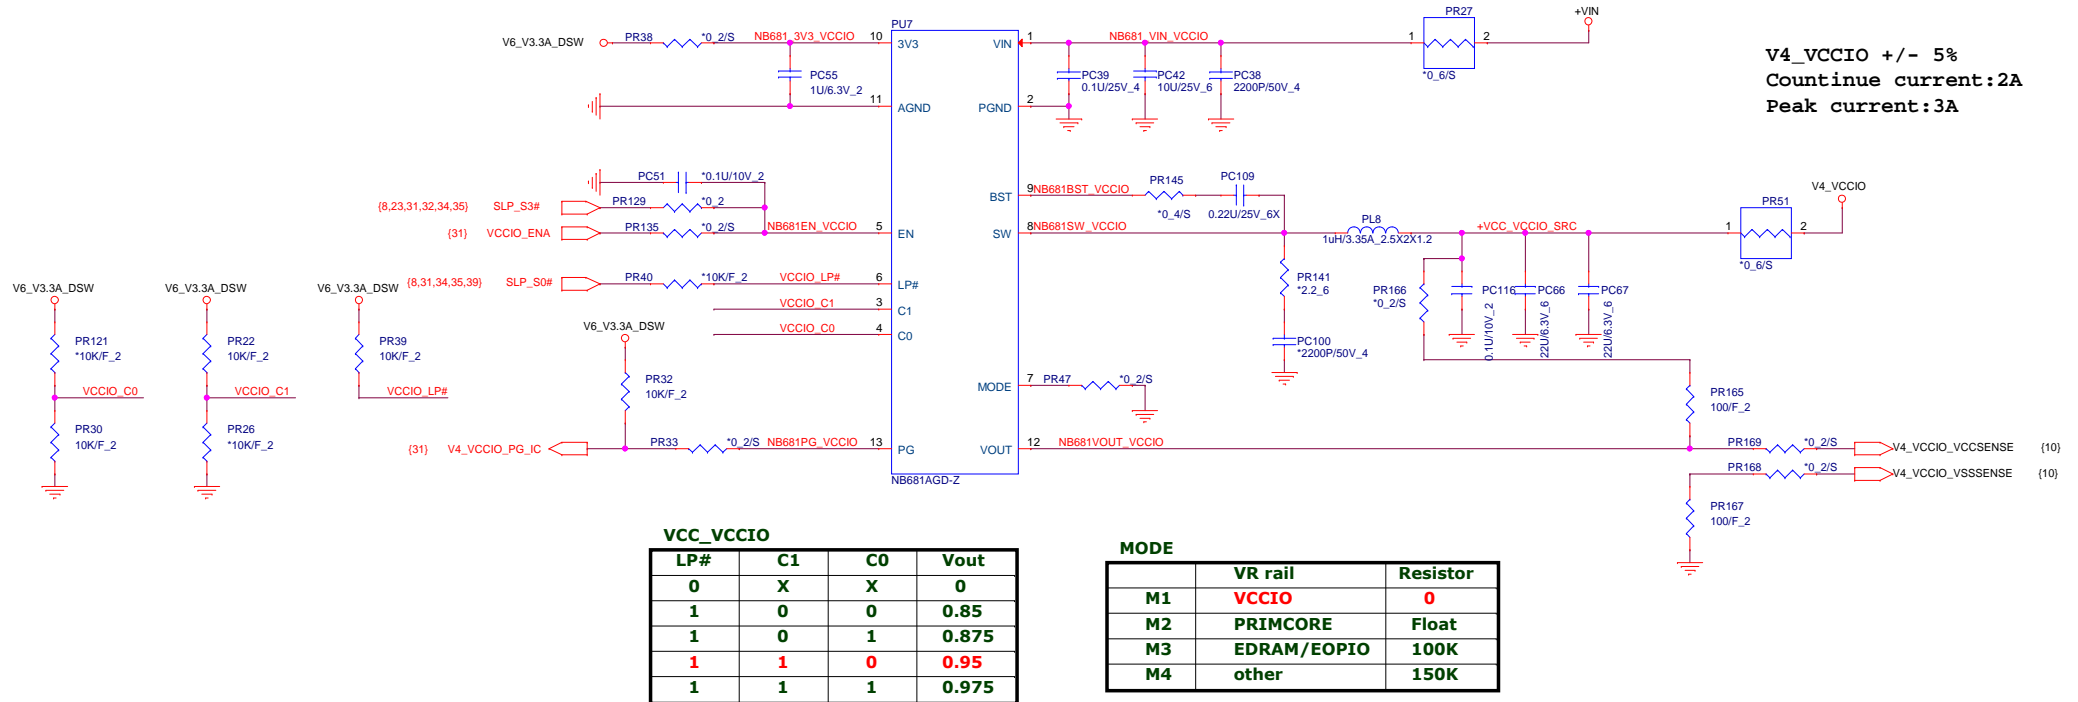 V4_VCCIO +/- 5%
Countinue current:2A
Peak current:3A
PU7
V6_V3.3A_DSW
PR38
*0_2/S
NB681_3V3_VCCIO
10
3V3
PC55
1U/6.3V_2
11
AGND
VIN
1
NB681_VIN_VCCIO
PC39
0.1U/25V_4
PC42
10U/25V_6
PC38
2200P/50V_4
PGND
2
PR27
1
2
*0_6/S
+VIN
PC51
*0.1U/10V_2
{8,23,31,32,34,35}
SLP_S3#
PR129
*0_2
{31}
VCCIO_ENA
PR135
*0_2/S
NB681EN_VCCIO
5
EN
{8,31,34,35,39}
SLP_S0#
PR40
*10K/F_2
VCCIO_LP#
6
LP#
VCCIO_C1
3
C1
VCCIO_C0
4
C0
BST
9
NB681BST_VCCIO
PR145
*0_4/S
PC109
0.22U/25V_6X
SW
8
NB681SW_VCCIO
PL8
1uH/3.35A_2.5X2X1.2
+VCC_VCCIO_SRC
PR51
1
2
*0_6/S
V4_VCCIO
PR141
*2.2_6
PC100
*2200P/50V_4
PR166
*0_2/S
PC116
0.1U/10V_2
PC66
22U/6.3V_6
PC67
22U/6.3V_6
V6_V3.3A_DSW
PR121
*10K/F_2
VCCIO_C0
PR30
10K/F_2
V6_V3.3A_DSW
PR22
10K/F_2
VCCIO_C1
PR26
*10K/F_2
V6_V3.3A_DSW
PR39
10K/F_2
VCCIO_LP#
V6_V3.3A_DSW
PR32
10K/F_2
{31}
V4_VCCIO_PG_IC
PR33
*0_2/S
NB681PG_VCCIO
13
PG
MODE
7
PR47
*0_2/S
VOUT
12
NB681VOUT_VCCIO
NB681AGD-Z
PR165
100/F_2
PR169
*0_2/S
V4_VCCIO_VCCSENSE
{10}
PR168
*0_2/S
V4_VCCIO_VSSSENSE
{10}
PR167
100/F_2
VCC_VCCIO
LP# C1 C0 Vout
0 X X 0
1 0 0 0.85
1 0 1 0.875
1 1 0 0.95
1 1 1 0.975
MODE
VR rail Resistor
M1 VCCIO 0
M2 PRIMCORE Float
M3 EDRAM/EOPIO 100K
M4 other 150K